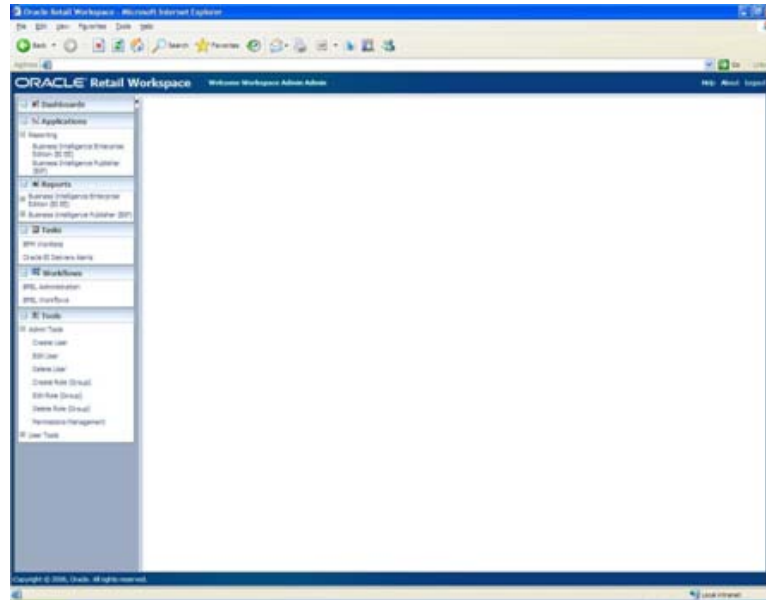 Oracle Retail Workspace - Microsoft Internet Explorer
File Edit View Favorites Tools Help
Back Search Favorites
Address Go Links
ORACLE Retail Workspace Welcome Workspace Admin Admin Help About Logout
Dashboards
Applications
Reporting
Business Intelligence Enterprise
Edition (BI EE)
Business Intelligence Publisher
(BIP)
Reports
Business Intelligence Enterprise
Edition (BI EE)
Business Intelligence Publisher (BIP)
Tasks
BPM Worklists
Oracle BI Delivers Alerts
Workflows
BPEL Administration
BPEL Workflows
Tools
Admin Tools
Create User
Edit User
Delete User
Create Role (Group)
Edit Role (Group)
Delete Role (Group)
Permissions Management
User Tools
Copyright © 2006, Oracle. All rights reserved.
Local intranet